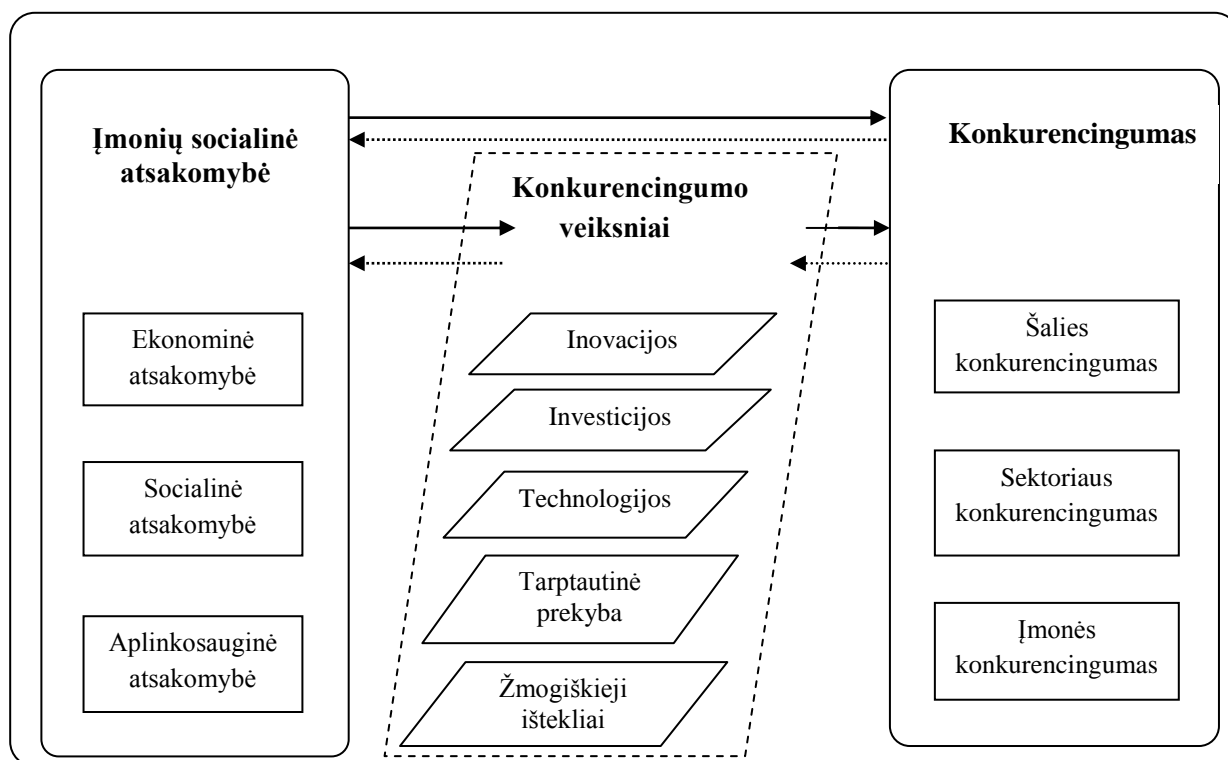 Įmonių socialinė
atsakomybė
Ekonominė
atsakomybė
Socialinė
atsakomybė
Aplinkosauginė
atsakomybė
Konkurencingumo
veiksniai
Inovacijos
Investicijos
Technologijos
Tarptautinė
prekyba
Žmogiškieji
ištekliai
Konkurencingumas
Šalies
konkurencingumas
Sektoriaus
konkurencingumas
Įmonės
konkurencingumas